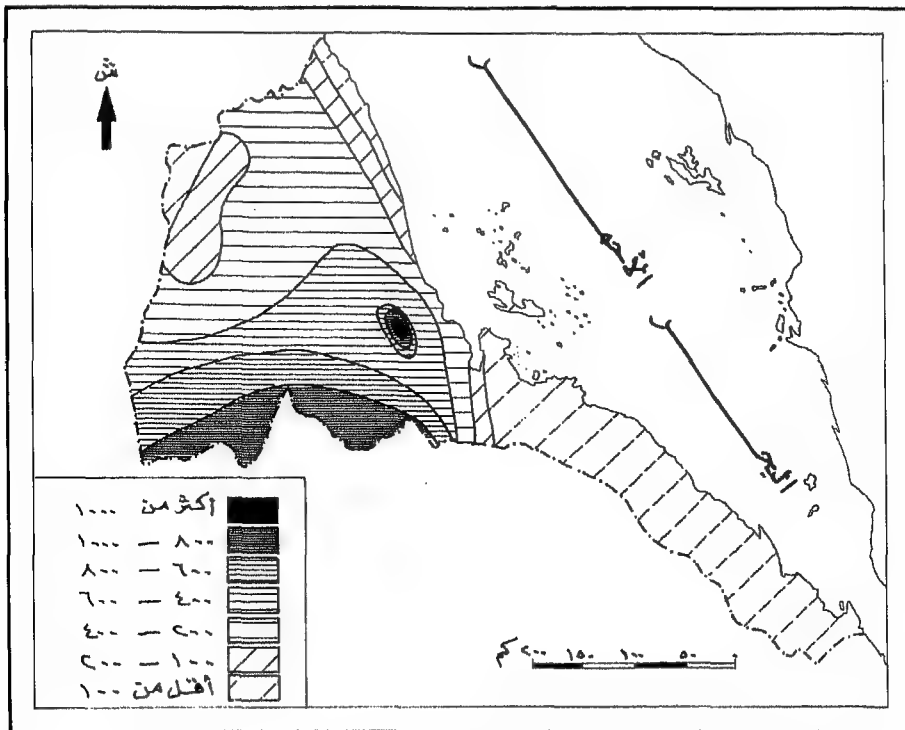 ش
البحر
الأحمر
أكثر من ١٠٠٠
٨٠٠ — ١٠٠٠
٦٠٠ — ٨٠٠
٤٠٠ — ٦٠٠
٢٠٠ — ٤٠٠
١٠٠ — ٢٠٠
أقل من ١٠٠
٠ ٥٠ ١٠٠ ١٥٠ ٢٠٠ كم